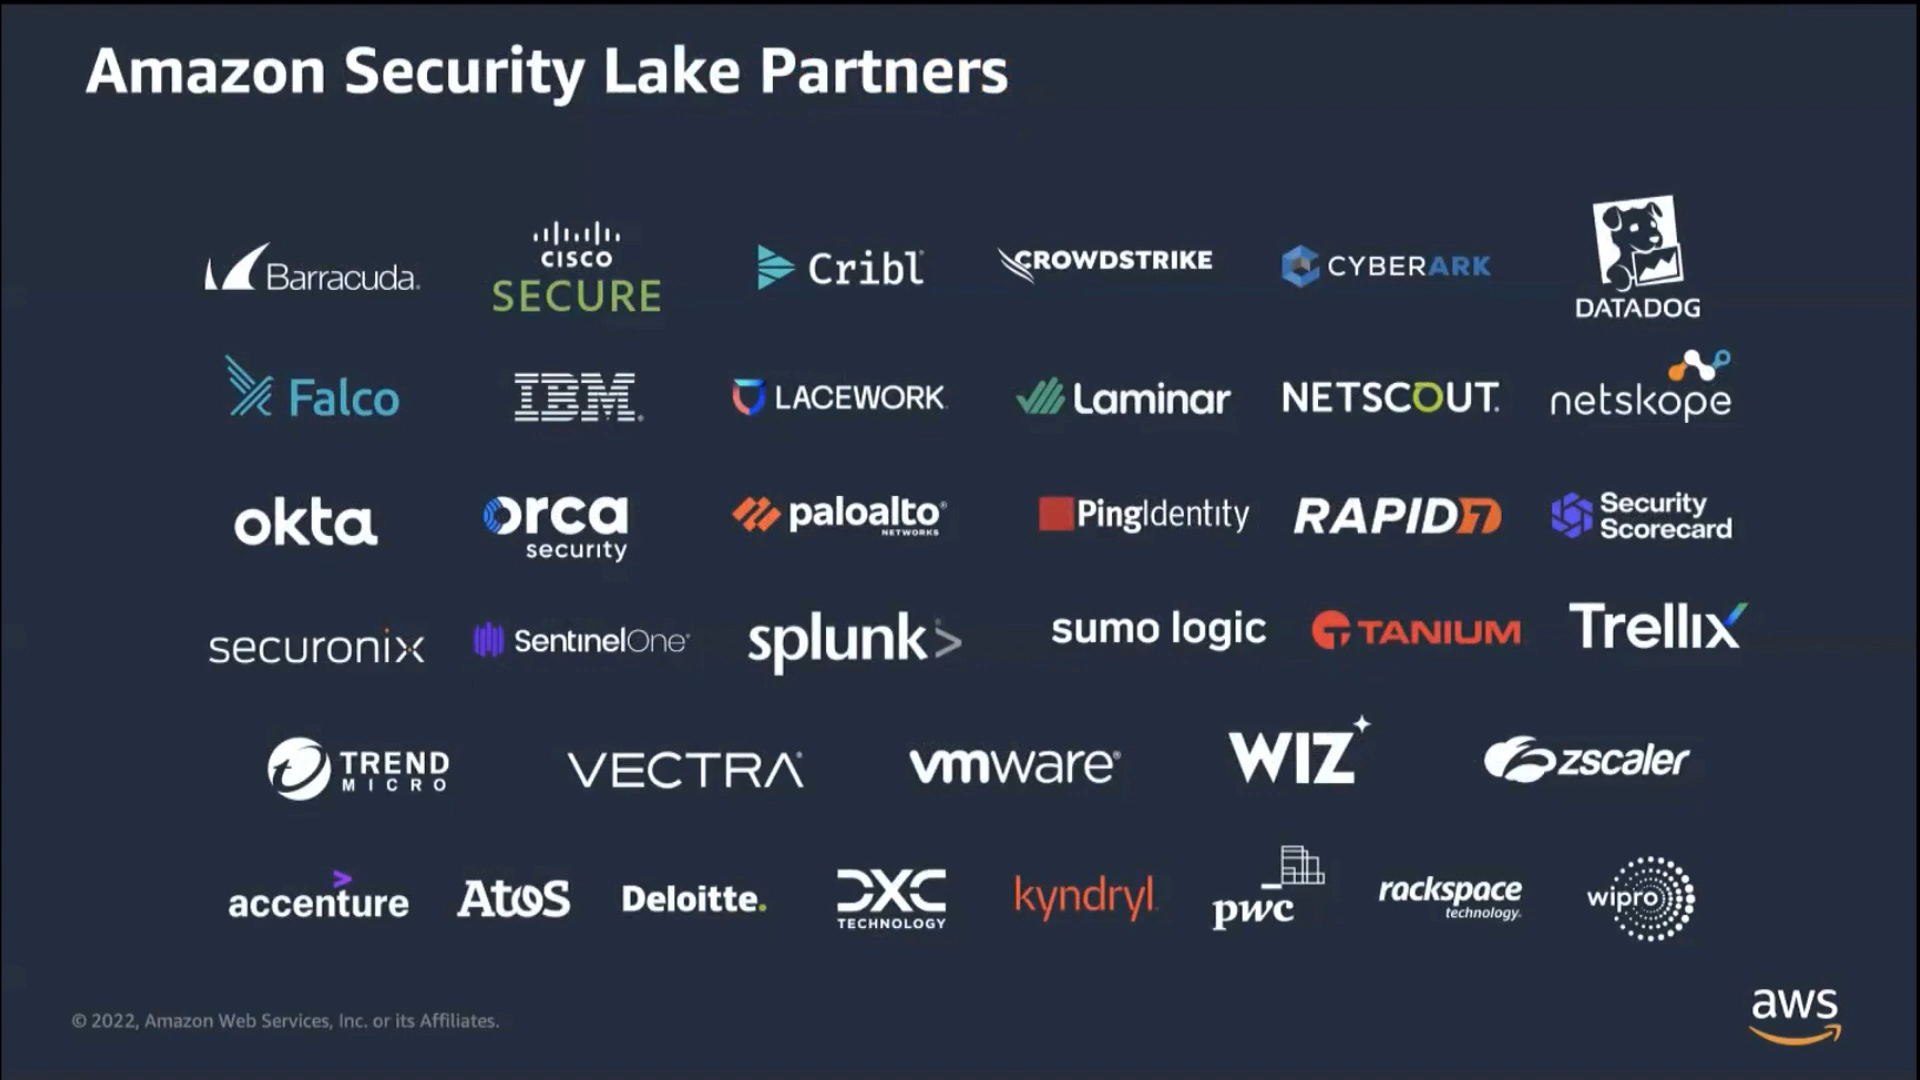 Amazon Security Lake Partners
Barracuda.
CISCO
SECURE
Cribl
CROWDSTRIKE
CYBERARK
DATADOG
Falco
IBM®
LACEWORK
Laminar
NETSCOUT.
netskope
okta
orca
security
paloalto®
NETWORKS
PingIdentity
RAPID7
Security
Scorecard
securonix
SentinelOne®
splunk>
sumo logic
TANIUM
Trellix
TREND
MICRO
VECTRA®
vmware®
WIZ
zscaler
accenture
Atos
Deloitte.
DXC
TECHNOLOGY
kyndryl
pwc
rackspace
technology.
wipro
© 2022, Amazon Web Services, Inc. or its Affiliates.
aws